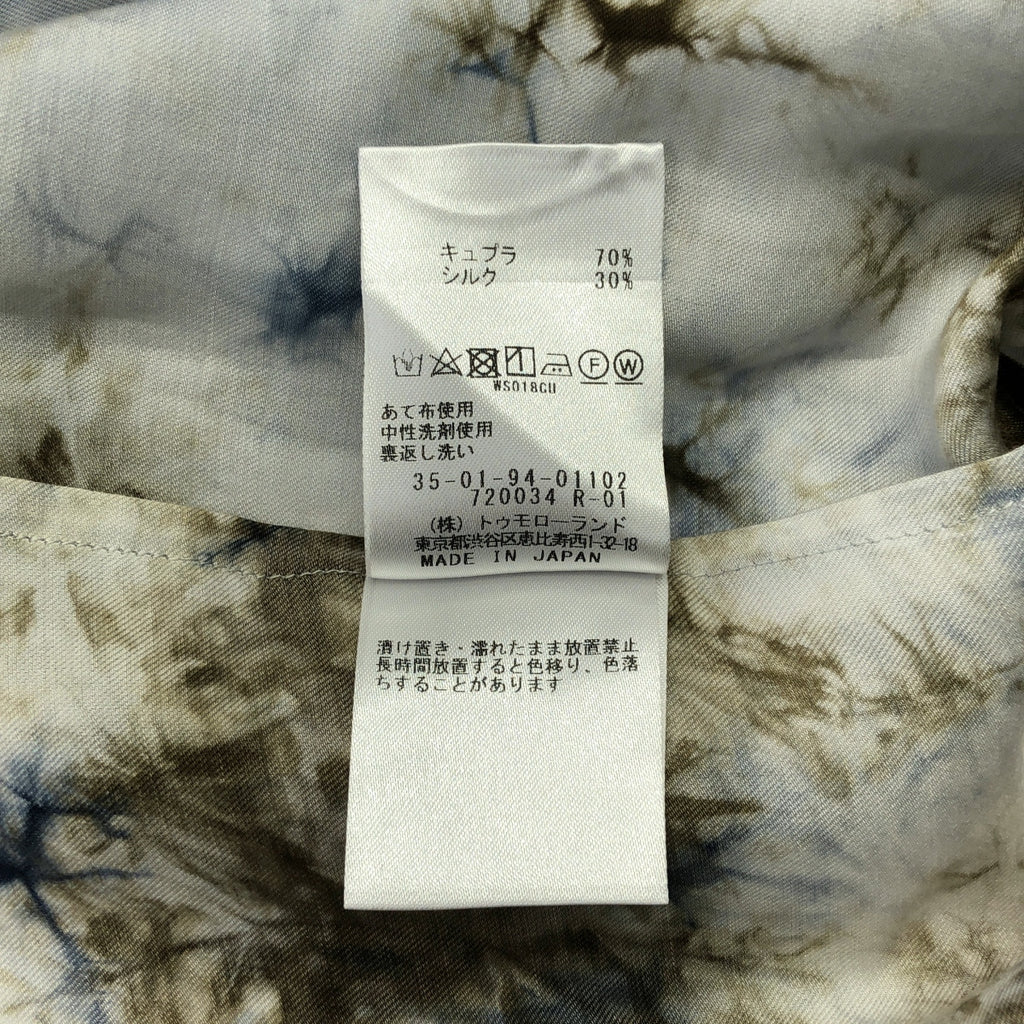 キュプラ 70%
シルク 30%
F W
WS018GU
あて布使用
中性洗剤使用
裏返し洗い
35-01-94-01102
720034 R-01
(株)トゥモローランド
東京都渋谷区恵比寿西1-32-18
MADE IN JAPAN
漬け置き・濡れたまま放置禁止
長時間放置すると色移り、色落
ちすることがあります